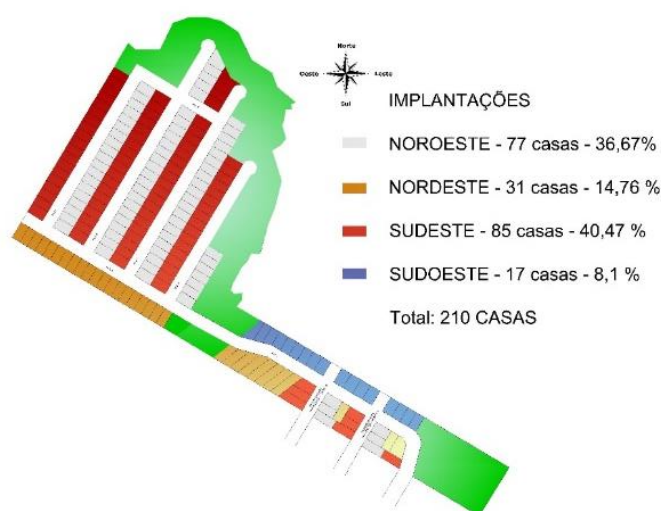 Norte
Oeste Leste
Sul
IMPLANTAÇÕES
NOROESTE - 77 casas - 36,67%
NORDESTE - 31 casas - 14,76 %
SUDESTE - 85 casas - 40,47 %
SUDOESTE - 17 casas - 8,1 %
Total: 210 CASAS